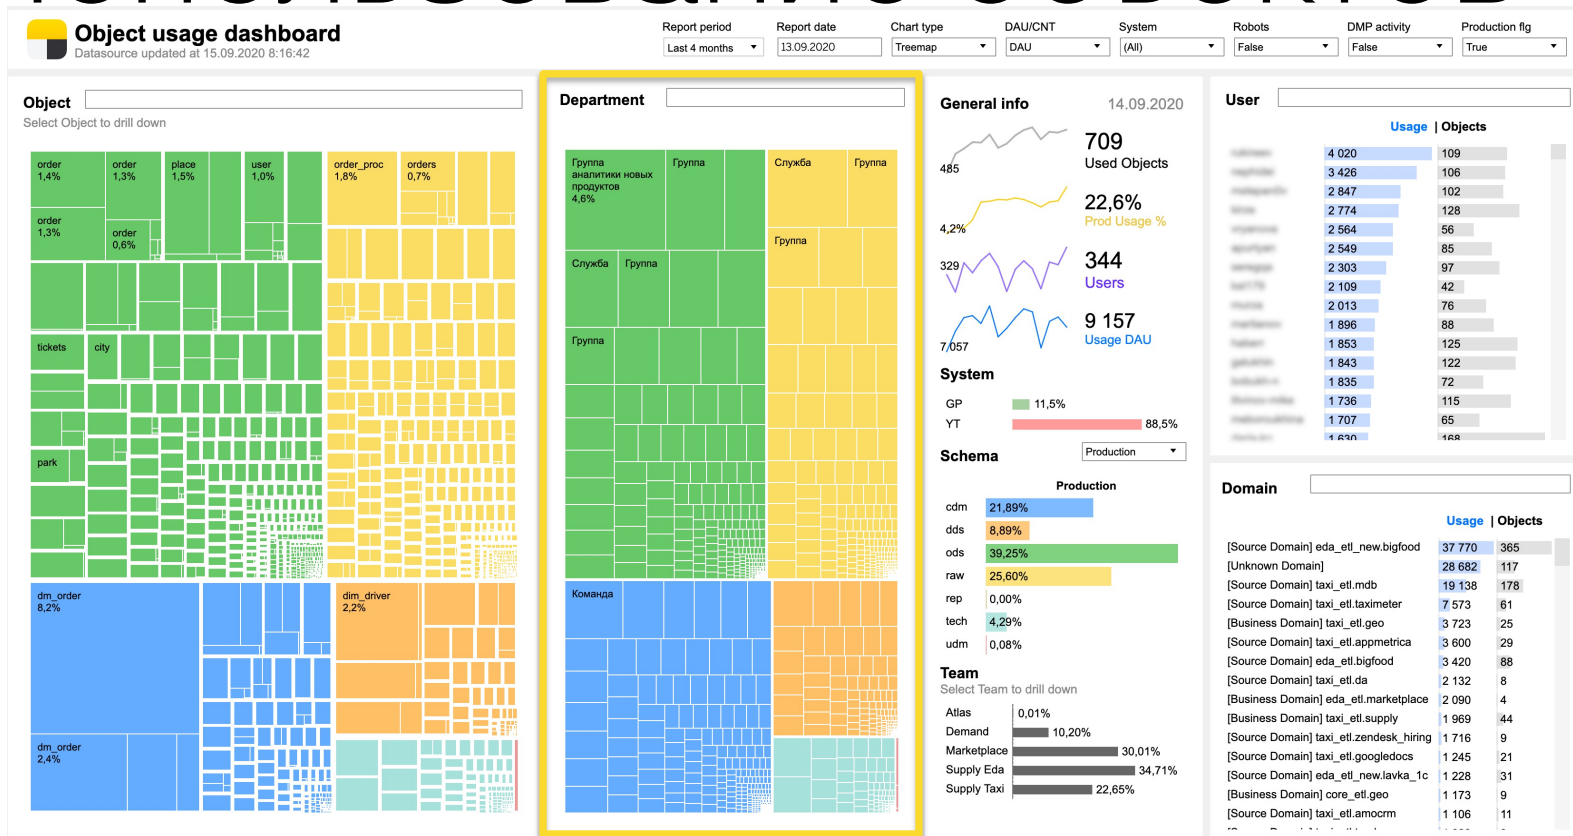 Использование объектов
Object usage dashboard
Datasource updated at 15.09.2020 8:16:42
Report period
Last 4 months
Report date
13.09.2020
Chart type
Treemap
DAU/CNT
DAU
System
(All)
Robots
False
DMP activity
False
Production flg
True
Object
Select Object to drill down
order
1,4%
order
1,3%
place
1,5%
user
1,0%
order_proc
1,8%
orders
0,7%
order
1,3%
order
0,6%
tickets
city
park
dm_order
8,2%
dim_driver
2,2%
dm_order
2,4%
Department
Группа
аналитики новых
продуктов
4,6%
Группа
Служба
Группа
Группа
Служба
Группа
Группа
Команда
General info
14.09.2020
485
709
Used Objects
4,2%
22,6%
Prod Usage %
329
344
Users
7,057
9 157
Usage DAU
System
GP 11,5%
YT 88,5%
Schema
Production
Production
cdm 21,89%
dds 8,89%
ods 39,25%
raw 25,60%
rep 0,00%
tech 4,29%
udm 0,08%
Team
Select Team to drill down
Atlas 0,01%
Demand 10,20%
Marketplace 30,01%
Supply Eda 34,71%
Supply Taxi 22,65%
User
Usage | Objects
4 020 109
3 426 106
2 847 102
2 774 128
2 564 56
2 549 85
2 303 97
2 109 42
2 013 76
1 896 88
1 853 125
1 843 122
1 835 72
1 736 115
1 707 65
1 630 168
Domain
Usage | Objects
[Source Domain] eda_etl_new.bigfood 37 770 365
[Unknown Domain] 28 682 117
[Source Domain] taxi_etl.mdb 19 138 178
[Source Domain] taxi_etl.taximeter 7 573 61
[Business Domain] taxi_etl.geo 3 723 25
[Source Domain] taxi_etl.appmetrica 3 600 29
[Source Domain] eda_etl.bigfood 3 420 88
[Source Domain] taxi_etl.da 2 132 8
[Business Domain] eda_etl.marketplace 2 090 4
[Business Domain] taxi_etl.supply 1 969 44
[Source Domain] taxi_etl.zendesk_hiring 1 716 9
[Source Domain] taxi_etl.googledocs 1 245 21
[Source Domain] eda_etl_new.lavka_1c 1 228 31
[Business Domain] core_etl.geo 1 173 9
[Source Domain] taxi_etl.amocrm 1 106 11